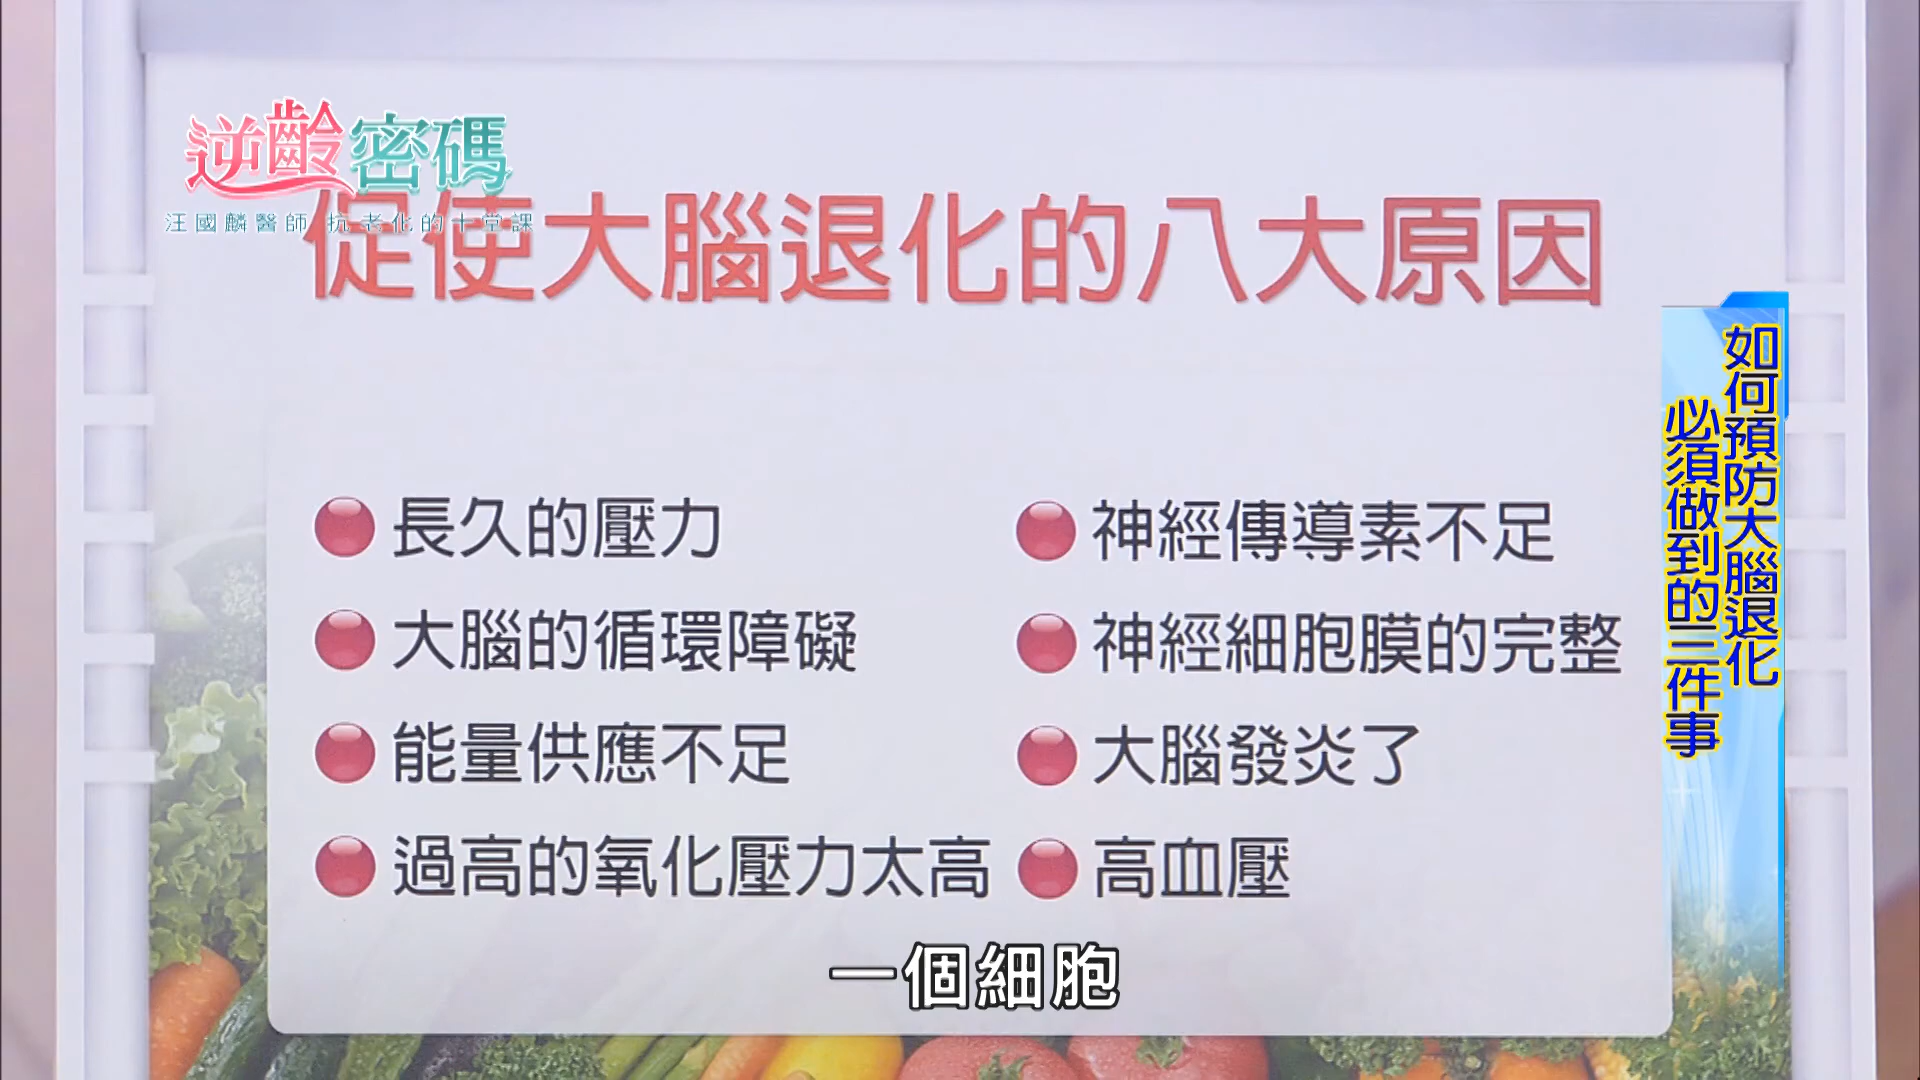 逆齡密碼
汪國麟醫師 抗老化的十堂課
促使大腦退化的八大原因
長久的壓力
大腦的循環障礙
能量供應不足
過高的氧化壓力太高
神經傳導素不足
神經細胞膜的完整
大腦發炎了
高血壓
如何預防大腦退化
必須做到的三件事
一個細胞